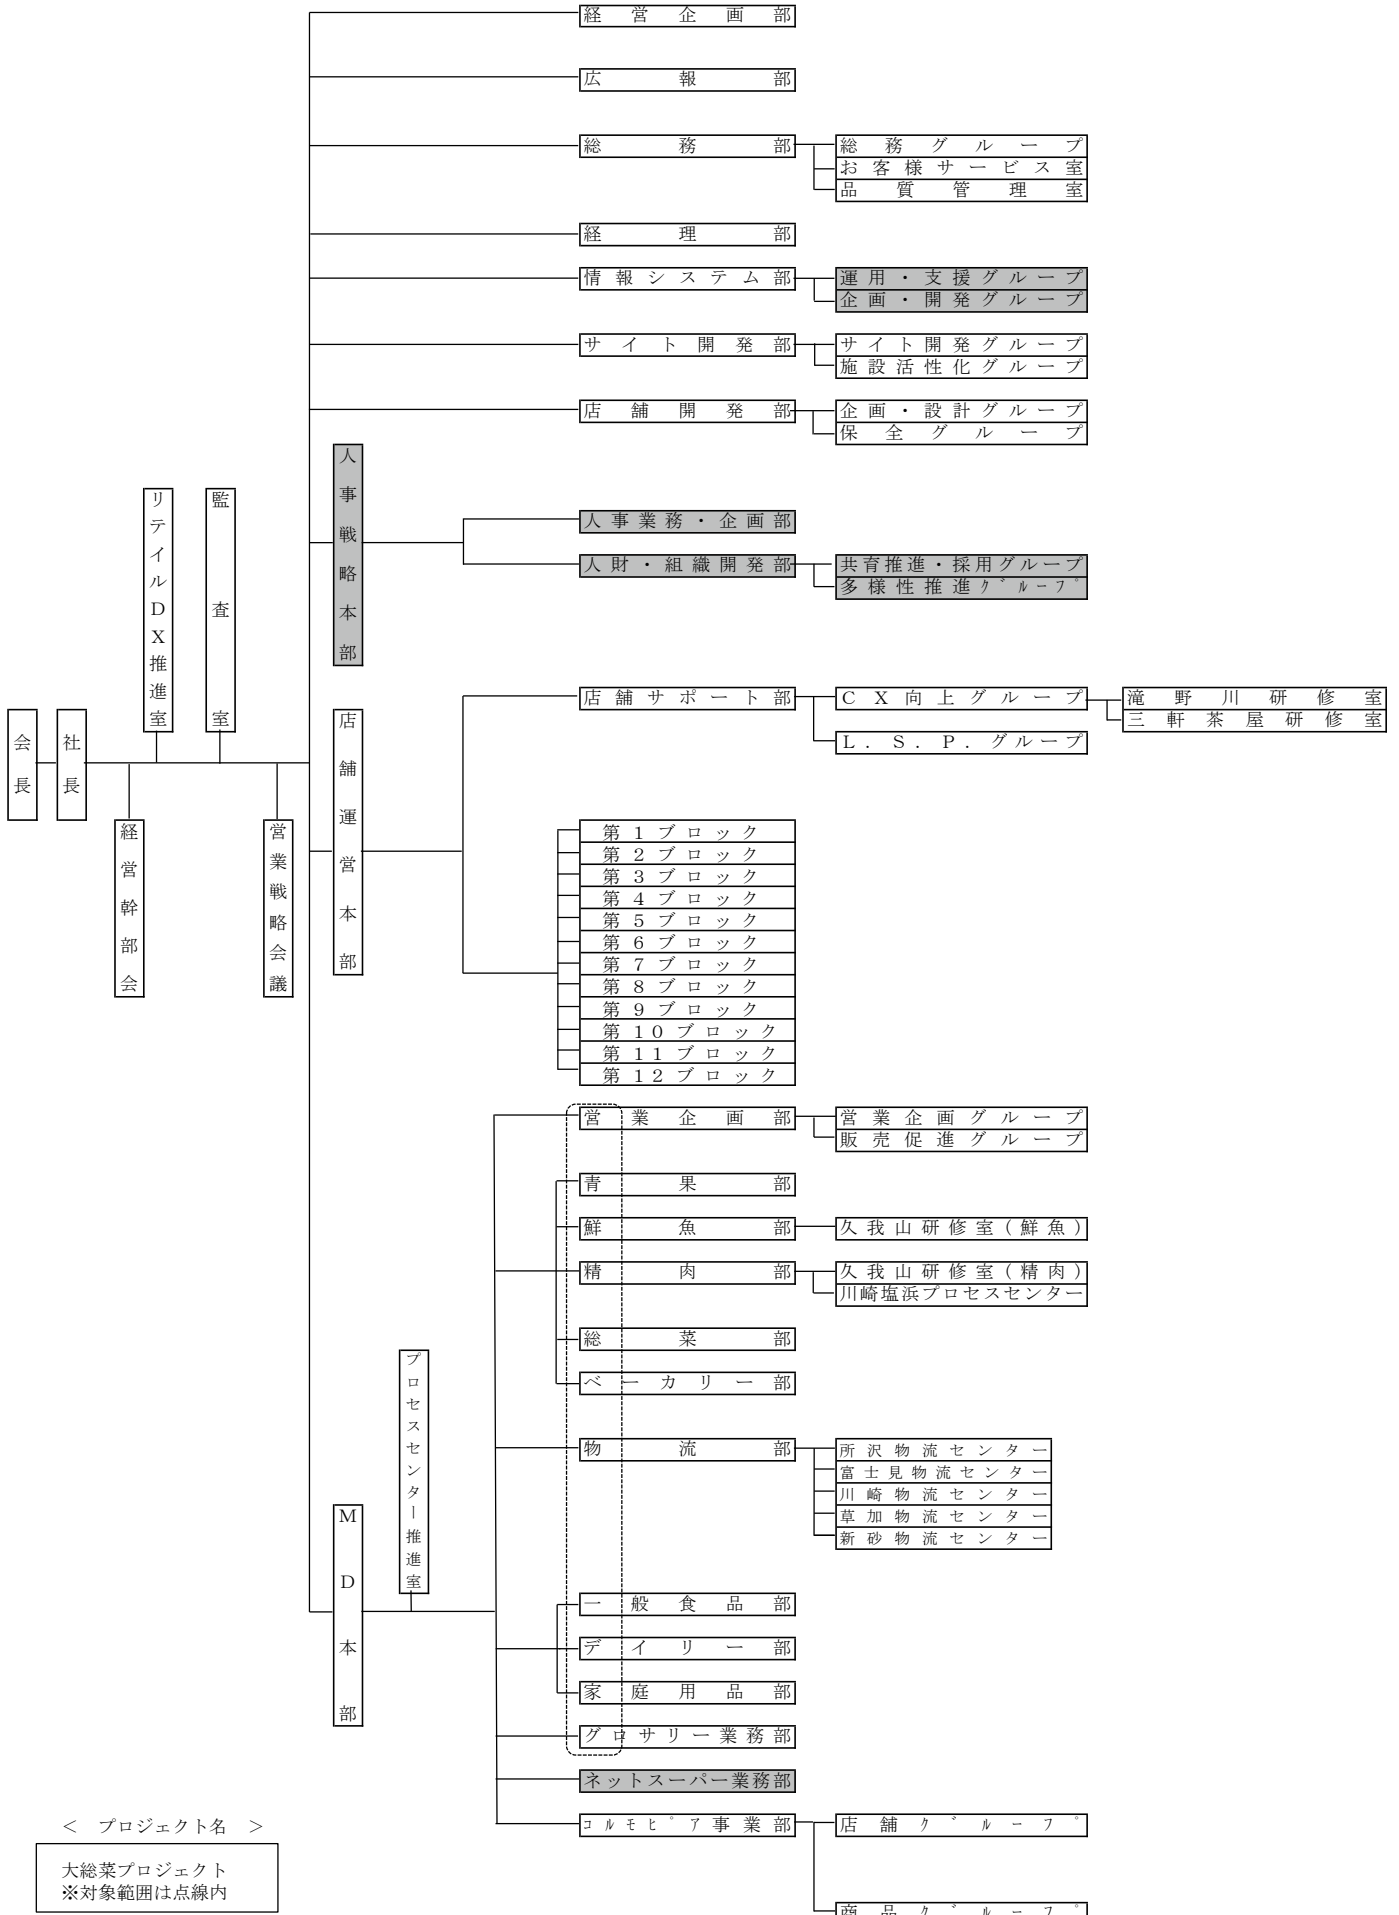 経営企画部
広報部
総務部
総務グループ
お客様サービス室
品質管理室
経理部
情報システム部
運用・支援グループ
企画・開発グループ
サイト開発部
サイト開発グループ
施設活性化グループ
店舗開発部
企画・設計グループ
保全グループ
人事戦略本部
人事業務・企画部
人財・組織開発部
共育推進・採用グループ
多様性推進グループ
リテイルDX推進室
監査室
会長
社長
経営幹部会
営業戦略会議
店舗運営本部
店舗サポート部
CX向上グループ
滝野川研修室
三軒茶屋研修室
L.S.P.グループ
第1ブロック
第2ブロック
第3ブロック
第4ブロック
第5ブロック
第6ブロック
第7ブロック
第8ブロック
第9ブロック
第10ブロック
第11ブロック
第12ブロック
MD本部
プロセスセンター推進室
営業企画部
営業企画グループ
販売促進グループ
青果部
鮮魚部
久我山研修室(鮮魚)
精肉部
久我山研修室(精肉)
川崎塩浜プロセスセンター
総菜部
ベーカリー部
物流部
所沢物流センター
富士見物流センター
川崎物流センター
草加物流センター
新砂物流センター
一般食品部
デイリー部
家庭用品部
グロサリー業務部
ネットスーパー業務部
コルモピア事業部
店舗グループ
商品グループ
< プロジェクト名 >
大総菜プロジェクト
※対象範囲は点線内